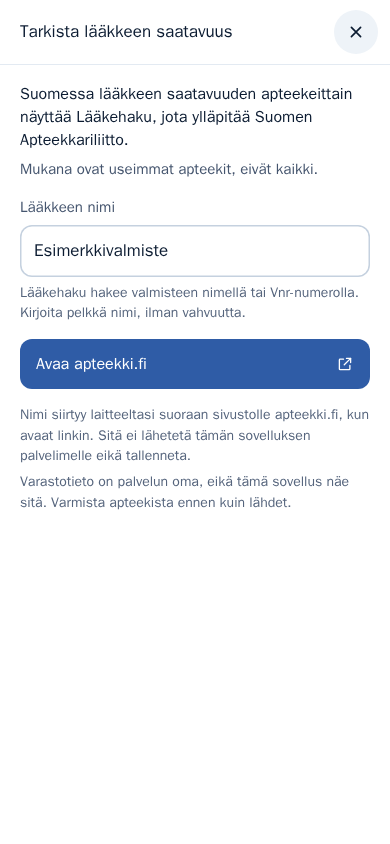 Tarkista lääkkeen saatavuus
Suomessa lääkkeen saatavuuden apteekeittain
näyttää Lääkehaku, jota ylläpitää Suomen
Apteekkariliitto.
Mukana ovat useimmat apteekit, eivät kaikki.
Lääkkeen nimi
Esimerkkivalmiste
Lääkehaku hakee valmisteen nimellä tai Vnr-numerolla.
Kirjoita pelkkä nimi, ilman vahvuutta.
Avaa apteekki.fi
Nimi siirtyy laitteeltasi suoraan sivustolle apteekki.fi, kun
avaat linkin. Sitä ei lähetetä tämän sovelluksen
palvelimelle eikä tallenneta.
Varastotieto on palvelun oma, eikä tämä sovellus näe
sitä. Varmista apteekista ennen kuin lähdet.